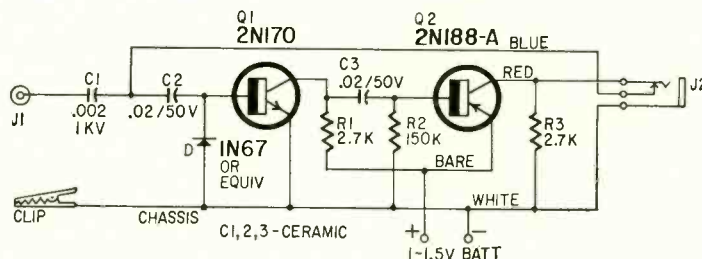 Q1
2N170
Q2
2N188-A
BLUE
C3
.02/50V
RED
C1
C2
J1
.002
1KV
.02/50V
J2
R1
2.7K
R2
150K
R3
2.7K
D
IN67
OR
EQUIV
BARE
WHITE
CLIP
CHASSIS
C1,2,3-CERAMIC
+
-
1-1.5V BATT